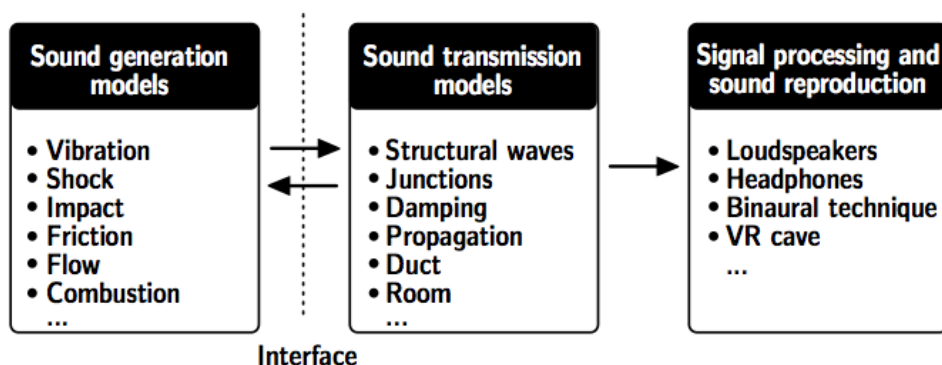 Sound generation
models
• Vibration
• Shock
• Impact
• Friction
• Flow
• Combustion
...
Interface
Sound transmission
models
• Structural waves
• Junctions
• Damping
• Propagation
• Duct
• Room
...
Signal processing and
sound reproduction
• Loudspeakers
• Headphones
• Binaural technique
• VR cave
...